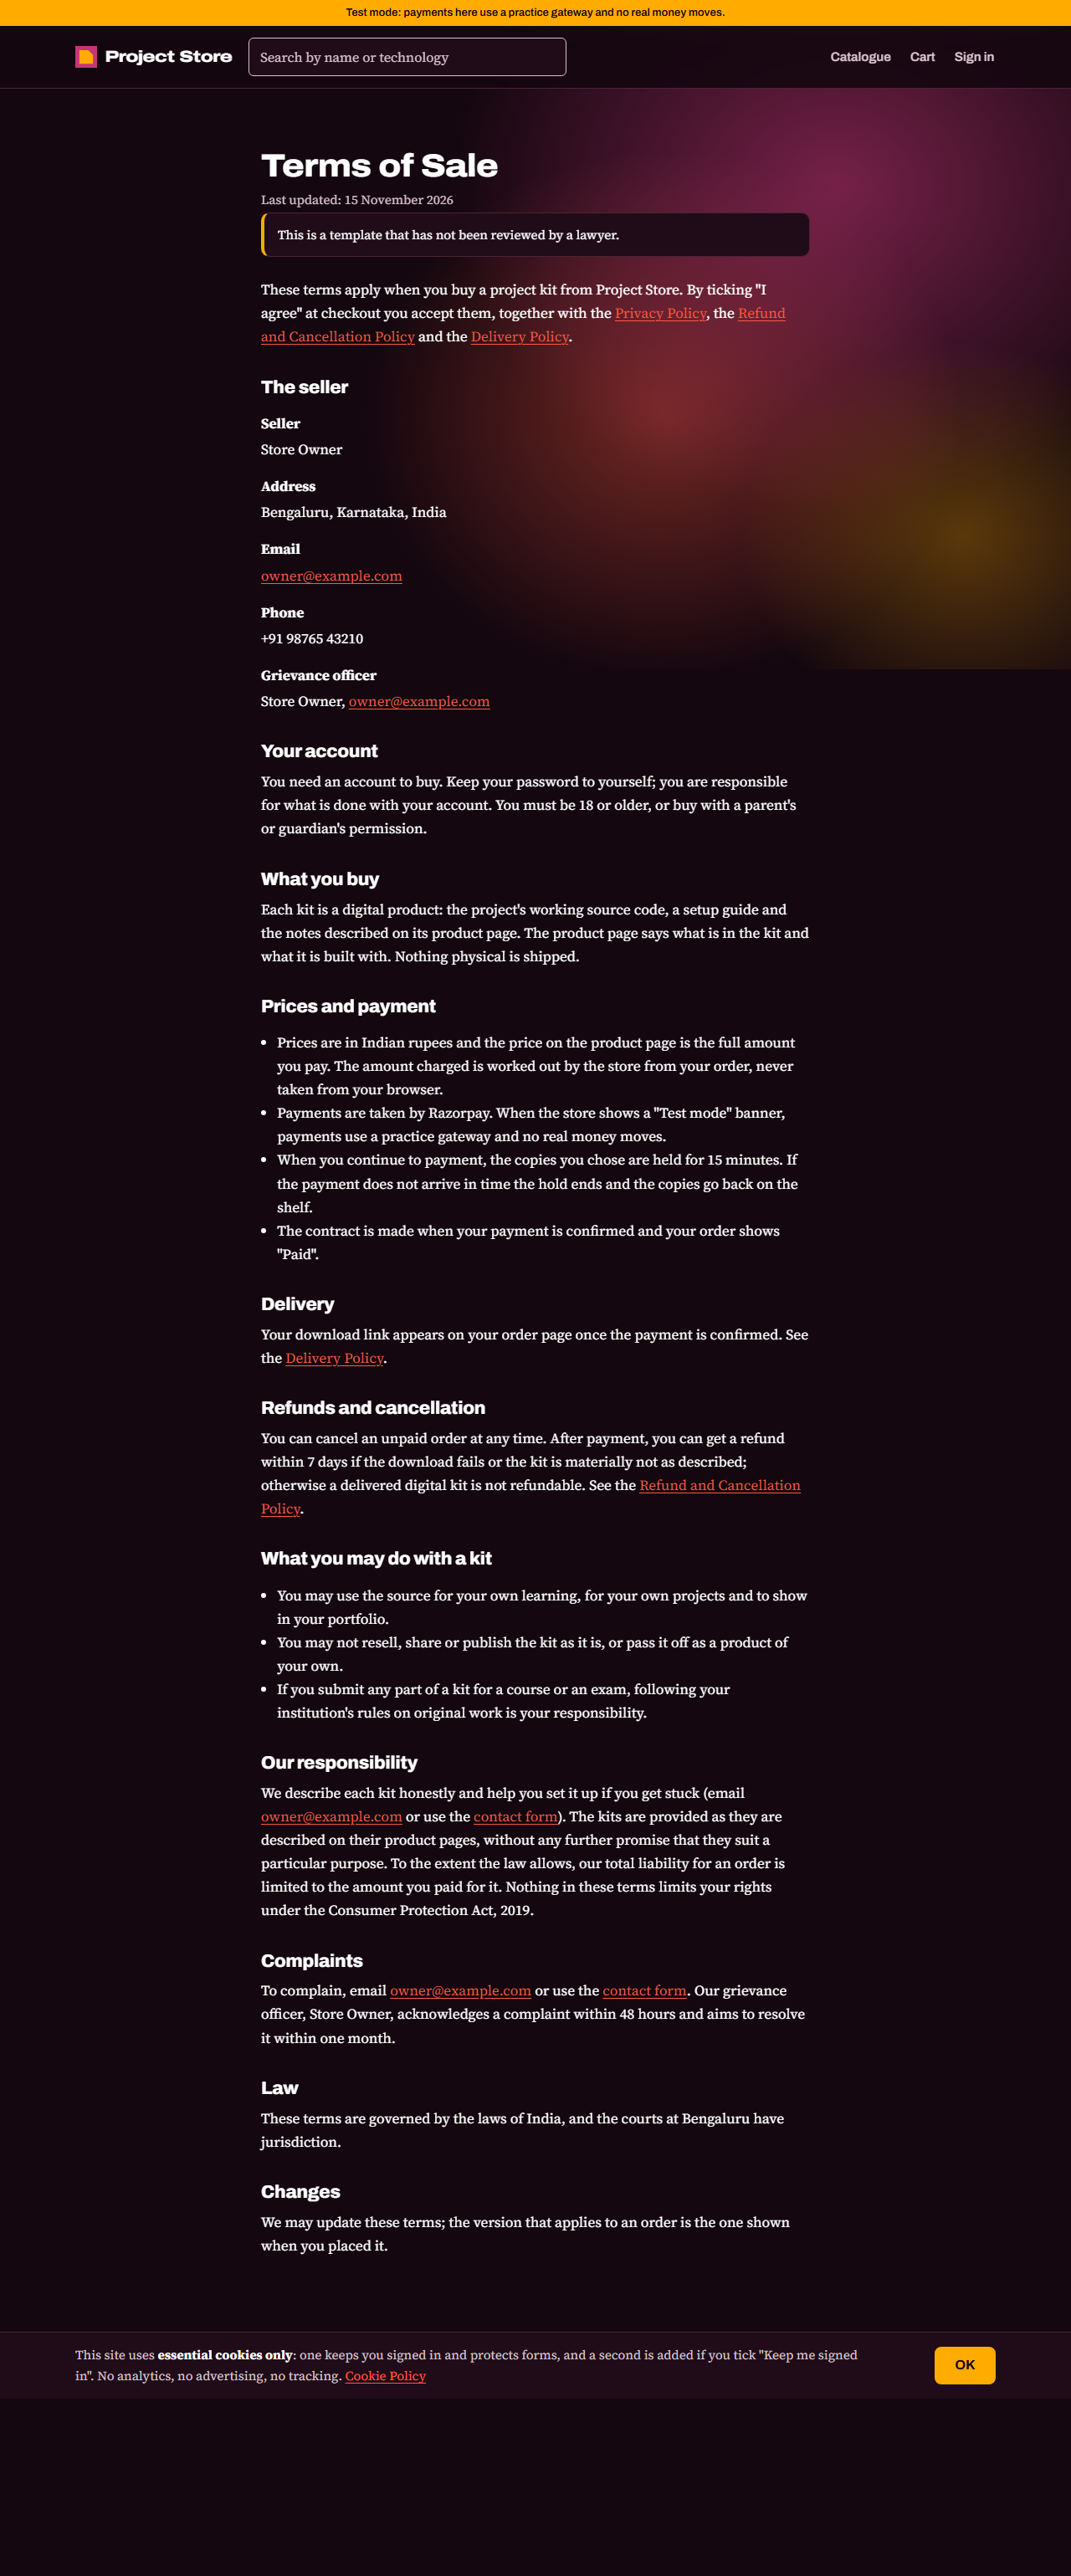 Test mode: payments here use a practice gateway and no real money moves.
Project Store
Search by name or technology
Catalogue
Cart
Sign in
Terms of Sale
Last updated: 15 November 2026
This is a template that has not been reviewed by a lawyer.
These terms apply when you buy a project kit from Project Store. By ticking "I
agree" at checkout you accept them, together with the Privacy Policy, the Refund
and Cancellation Policy and the Delivery Policy.
The seller
Seller
Store Owner
Address
Bengaluru, Karnataka, India
Email
owner@example.com
Phone
+91 98765 43210
Grievance officer
Store Owner, owner@example.com
Your account
You need an account to buy. Keep your password to yourself; you are responsible
for what is done with your account. You must be 18 or older, or buy with a parent's
or guardian's permission.
What you buy
Each kit is a digital product: the project's working source code, a setup guide and
the notes described on its product page. The product page says what is in the kit and
what it is built with. Nothing physical is shipped.
Prices and payment
• Prices are in Indian rupees and the price on the product page is the full amount
you pay. The amount charged is worked out by the store from your order, never
taken from your browser.
• Payments are taken by Razorpay. When the store shows a "Test mode" banner,
payments use a practice gateway and no real money moves.
• When you continue to payment, the copies you chose are held for 15 minutes. If
the payment does not arrive in time the hold ends and the copies go back on the
shelf.
• The contract is made when your payment is confirmed and your order shows
"Paid".
Delivery
Your download link appears on your order page once the payment is confirmed. See
the Delivery Policy.
Refunds and cancellation
You can cancel an unpaid order at any time. After payment, you can get a refund
within 7 days if the download fails or the kit is materially not as described;
otherwise a delivered digital kit is not refundable. See the Refund and Cancellation
Policy.
What you may do with a kit
• You may use the source for your own learning, for your own projects and to show
in your portfolio.
• You may not resell, share or publish the kit as it is, or pass it off as a product of
your own.
• If you submit any part of a kit for a course or an exam, following your
institution's rules on original work is your responsibility.
Our responsibility
We describe each kit honestly and help you set it up if you get stuck (email
owner@example.com or use the contact form). The kits are provided as they are
described on their product pages, without any further promise that they suit a
particular purpose. To the extent the law allows, our total liability for an order is
limited to the amount you paid for it. Nothing in these terms limits your rights
under the Consumer Protection Act, 2019.
Complaints
To complain, email owner@example.com or use the contact form. Our grievance
officer, Store Owner, acknowledges a complaint within 48 hours and aims to resolve
it within one month.
Law
These terms are governed by the laws of India, and the courts at Bengaluru have
jurisdiction.
Changes
We may update these terms; the version that applies to an order is the one shown
when you placed it.
This site uses essential cookies only: one keeps you signed in and protects forms, and a second is added if you tick "Keep me signed
in". No analytics, no advertising, no tracking. Cookie Policy
OK